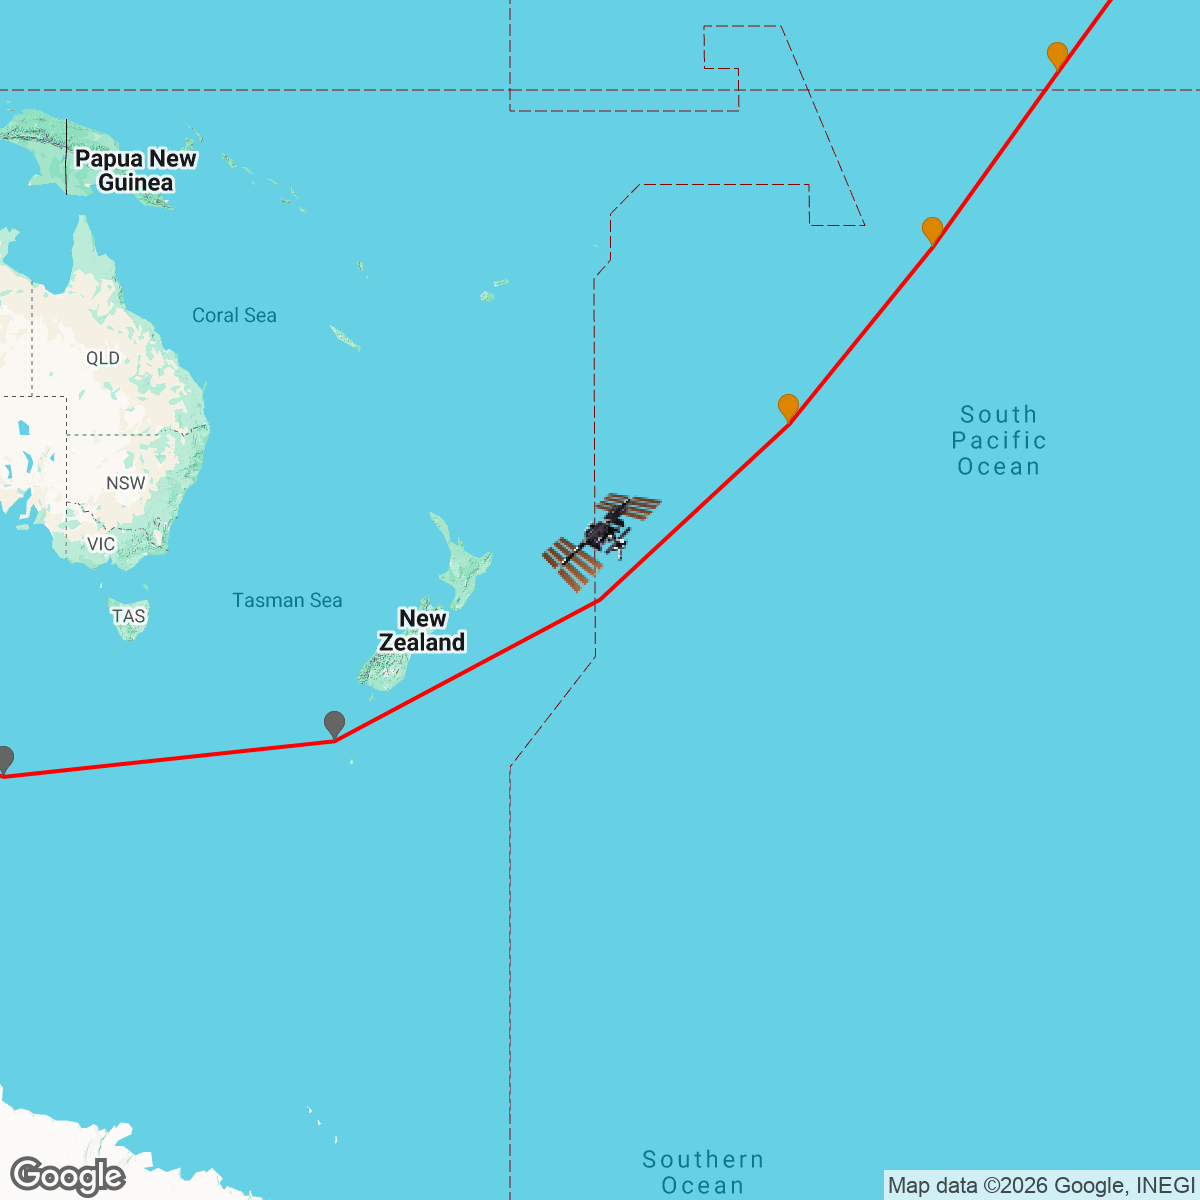 Papua New
Guinea
Coral Sea
QLD
South
Pacific
Ocean
NSW
VIC
Tasman Sea
TAS
New
Zealand
Southern
Ocean
Google
Map data ©2026 Google, INEGI